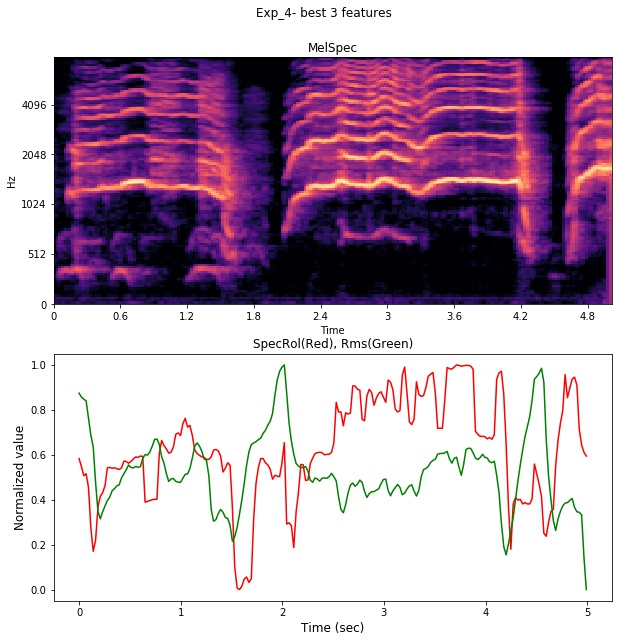 Exp_4- best 3 features
MelSpec
Hz
4096
2048
1024
512
0
0 0.6 1.2 1.8 2.4 3 3.6 4.2 4.8
Time
SpecRol(Red), Rms(Green)
Normalized value
1.0
0.8
0.6
0.4
0.2
0.0
0 1 2 3 4 5
Time (sec)